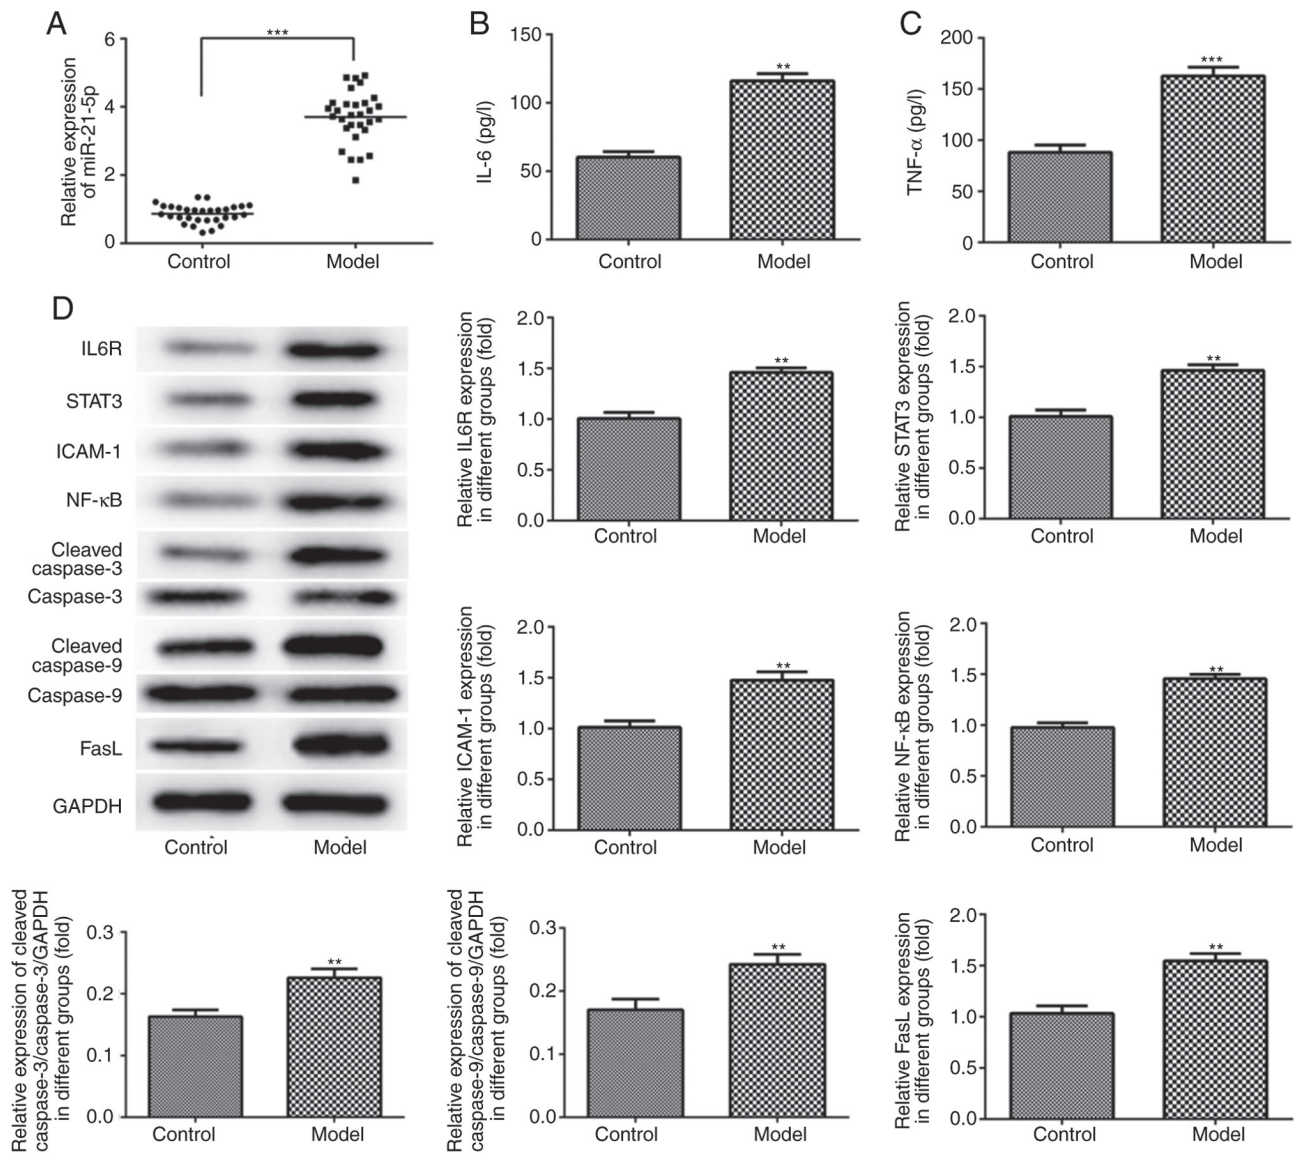 A
Relative expression
of miR-21-5p
6
4
2
0
***
Control
Model
B
IL-6 (pg/l)
150
100
50
0
**
Control
Model
C
TNF-α (pg/l)
200
150
100
50
0
***
Control
Model
D
IL6R
STAT3
ICAM-1
NF-κB
Cleaved
caspase-3
Caspase-3
Cleaved
caspase-9
Caspase-9
FasL
GAPDH
Control
Model
Relative IL6R expression
in different groups (fold)
2.0
1.5
1.0
0.5
0.0
**
Control
Model
Relative STAT3 expression
in different groups (fold)
2.0
1.5
1.0
0.5
0.0
**
Control
Model
Relative ICAM-1 expression
in different groups (fold)
2.0
1.5
1.0
0.5
0.0
**
Control
Model
Relative NF-κB expression
in different groups (fold)
2.0
1.5
1.0
0.5
0.0
**
Control
Model
Relative expression of cleaved
caspase-3/caspase-3/GAPDH
in different groups (fold)
0.3
0.2
0.1
0.0
**
Control
Model
Relative expression of cleaved
caspase-9/caspase-9/GAPDH
in different groups (fold)
0.3
0.2
0.1
0.0
**
Control
Model
Relative FasL expression
in different groups (fold)
2.0
1.5
1.0
0.5
0.0
**
Control
Model